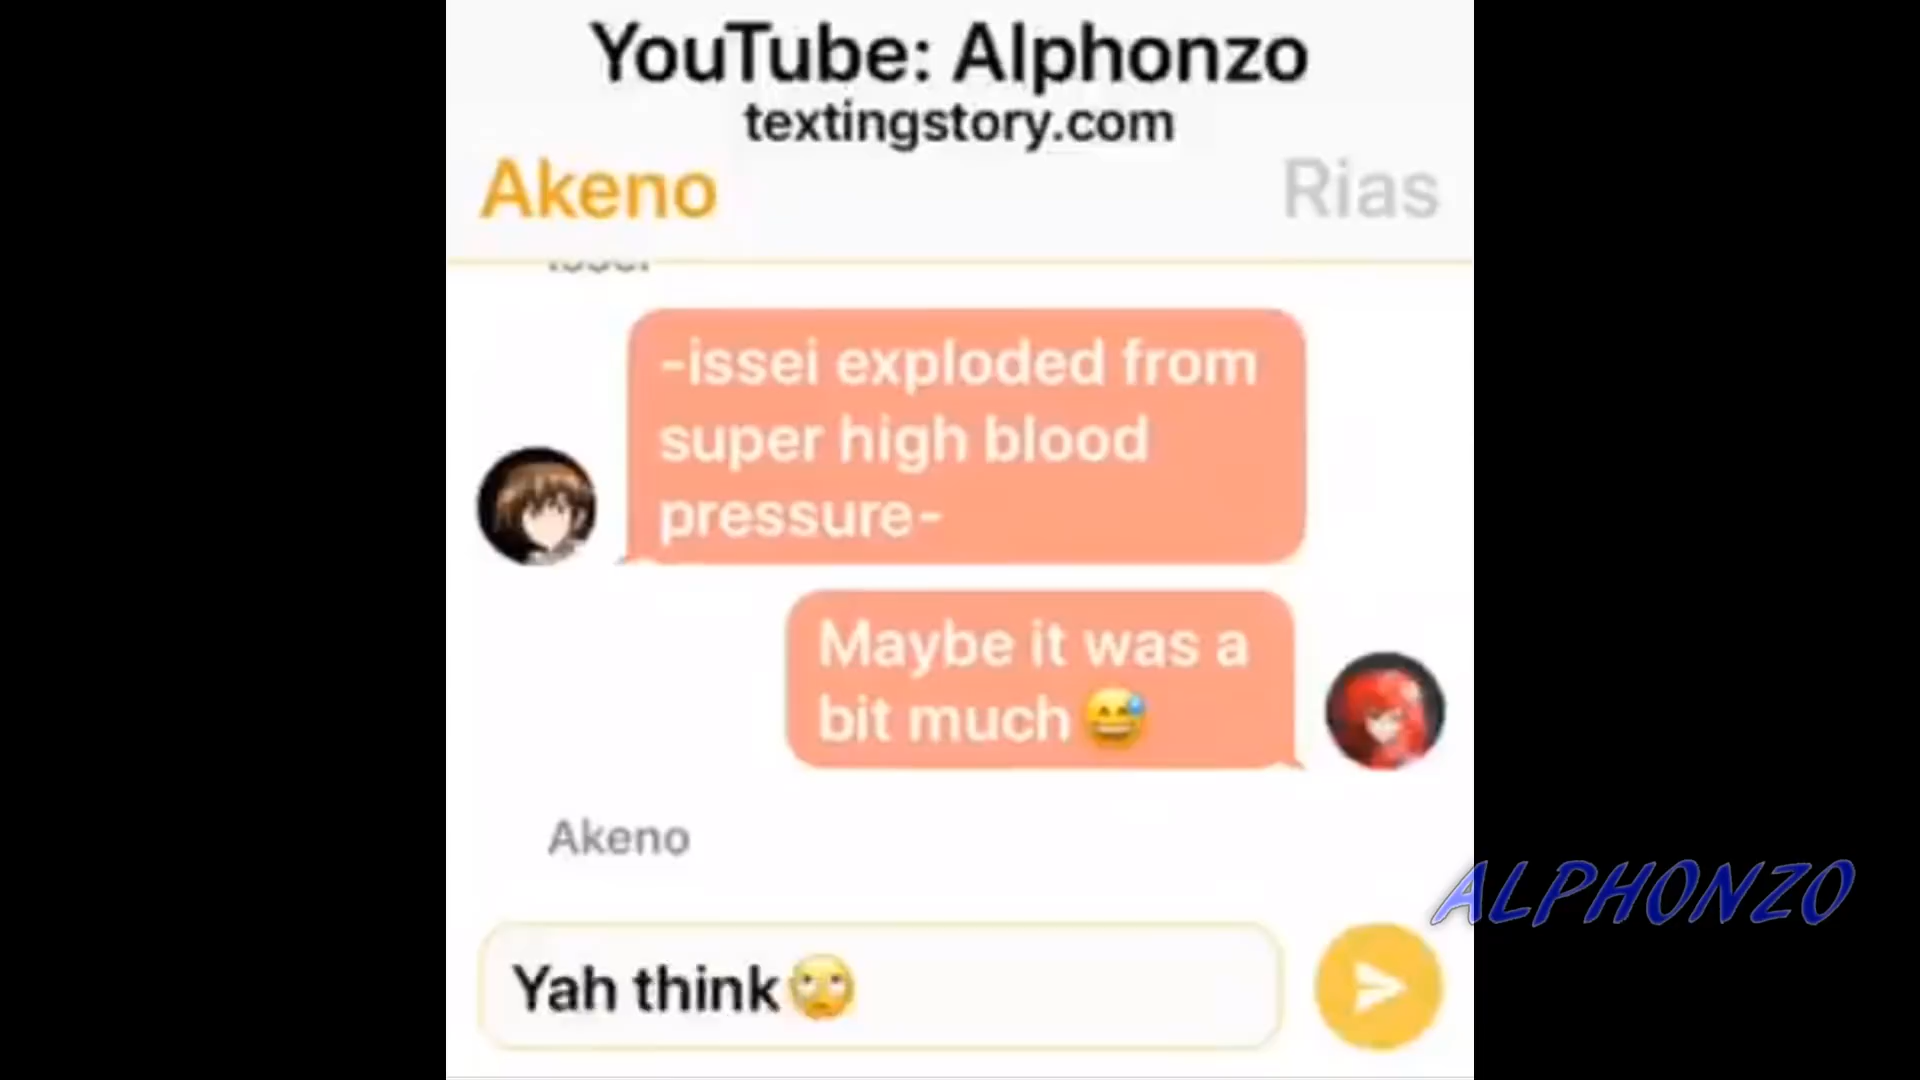 YouTube: Alphonzo
textingstory.com
Akeno
Rias
-issei exploded from
super high blood
pressure-
Maybe it was a
bit much😅
Akeno
Yah think🙄
ALPHONZO